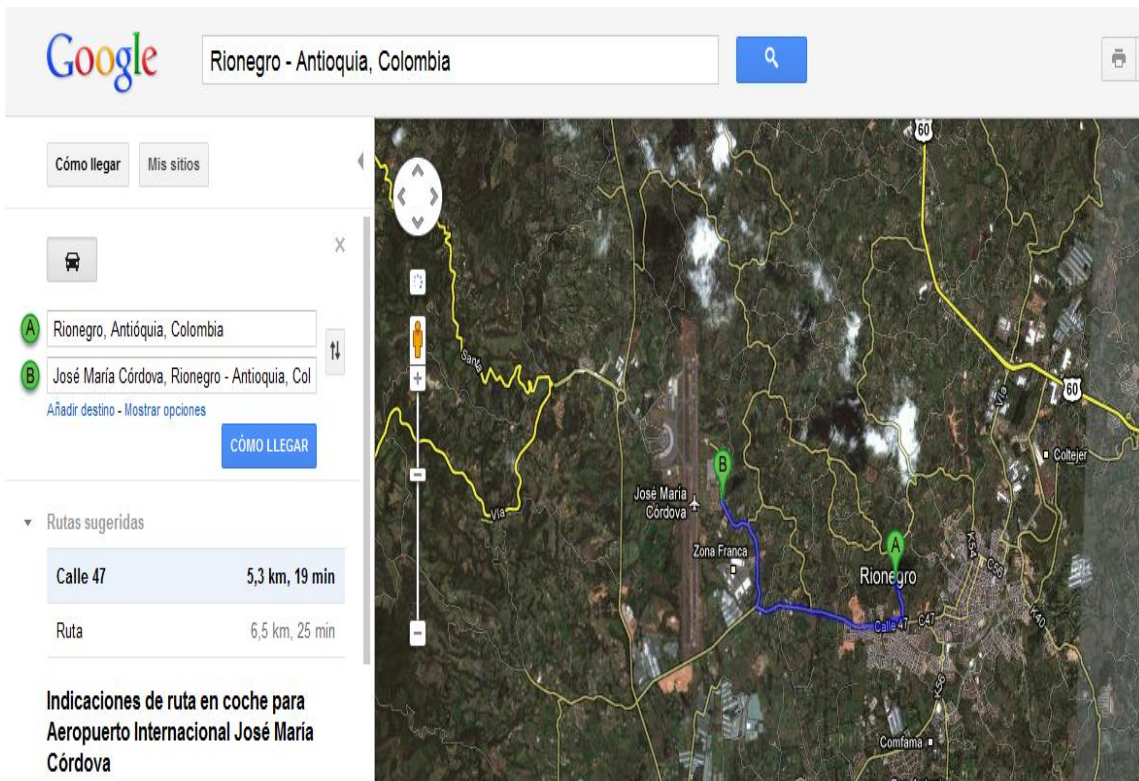 Google
Rionegro - Antioquia, Colombia
Cómo llegar
Mis sitios
A
Rionegro, Antióquia, Colombia
B
José María Córdova, Rionegro - Antioquia, Col
Añadir destino - Mostrar opciones
CÓMO LLEGAR
Rutas sugeridas
Calle 47 5,3 km, 19 min
Ruta 6,5 km, 25 min
Indicaciones de ruta en coche para
Aeropuerto Internacional José María
Córdova
60
Santa
Vía
60
Coltejer
Vía
B
José María
Córdova
Zona Franca
A
Rionegro
K 54
C56
Calle 47
C47
K40
K56
Comfama